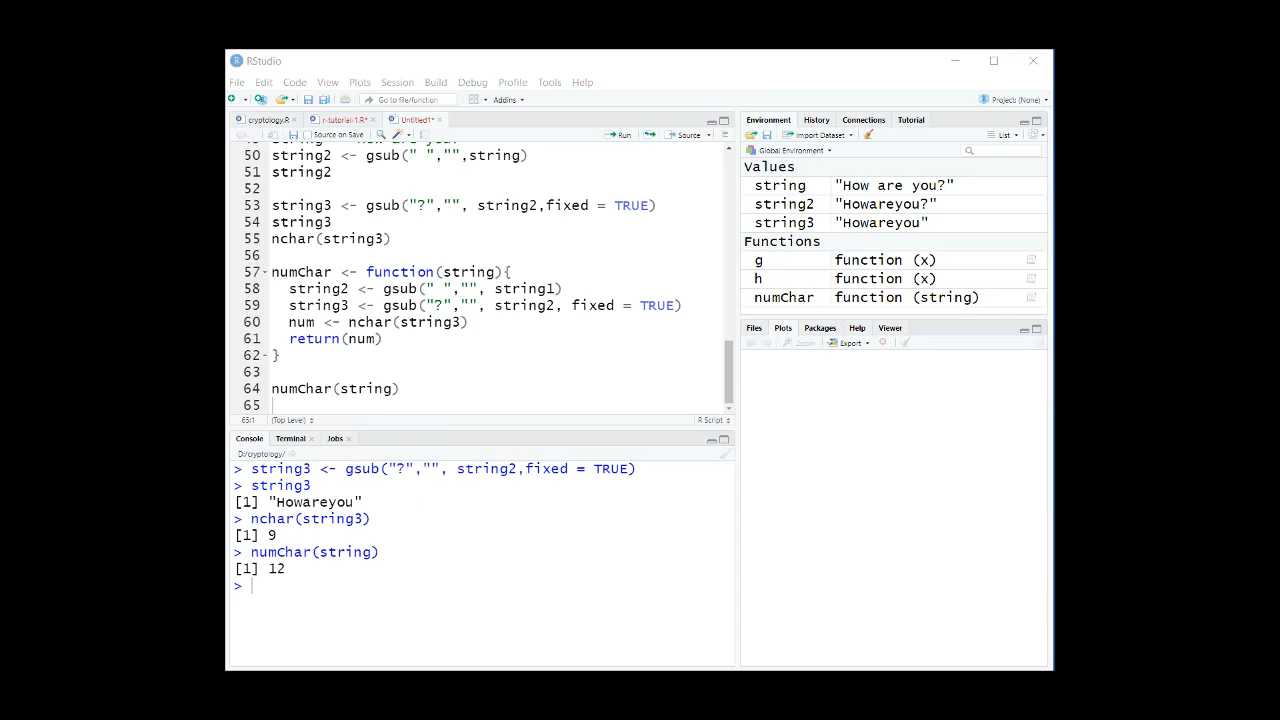 RStudio
File Edit Code View Plots Session Build Debug Profile Tools Help
Go to file/function Addins Project: (None)
cryptology.R r-tutorial-1.R* Untitled1*
Source on Save Run Source
50 string2 <- gsub(" ","",string)
51 string2
52
53 string3 <- gsub("?","", string2,fixed = TRUE)
54 string3
55 nchar(string3)
56
57 numChar <- function(string){
58 string2 <- gsub(" ","", string1)
59 string3 <- gsub("?","", string2, fixed = TRUE)
60 num <- nchar(string3)
61 return(num)
62 }
63
64 numChar(string)
65
65:1 (Top Level) R Script
Console Terminal Jobs
D:/cryptology/
> string3 <- gsub("?","", string2,fixed = TRUE)
> string3
[1] "Howareyou"
> nchar(string3)
[1] 9
> numChar(string)
[1] 12
>
Environment History Connections Tutorial
Import Dataset List
Global Environment
Values
string "How are you?"
string2 "Howareyou?"
string3 "Howareyou"
Functions
g function (x)
h function (x)
numChar function (string)
Files Plots Packages Help Viewer
Zoom Export